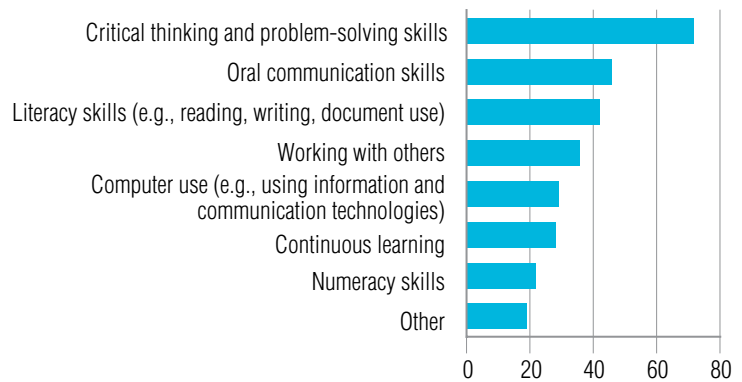 Critical thinking and problem-solving skills
Oral communication skills
Literacy skills (e.g., reading, writing, document use)
Working with others
Computer use (e.g., using information and
communication technologies)
Continuous learning
Numeracy skills
Other
0 20 40 60 80